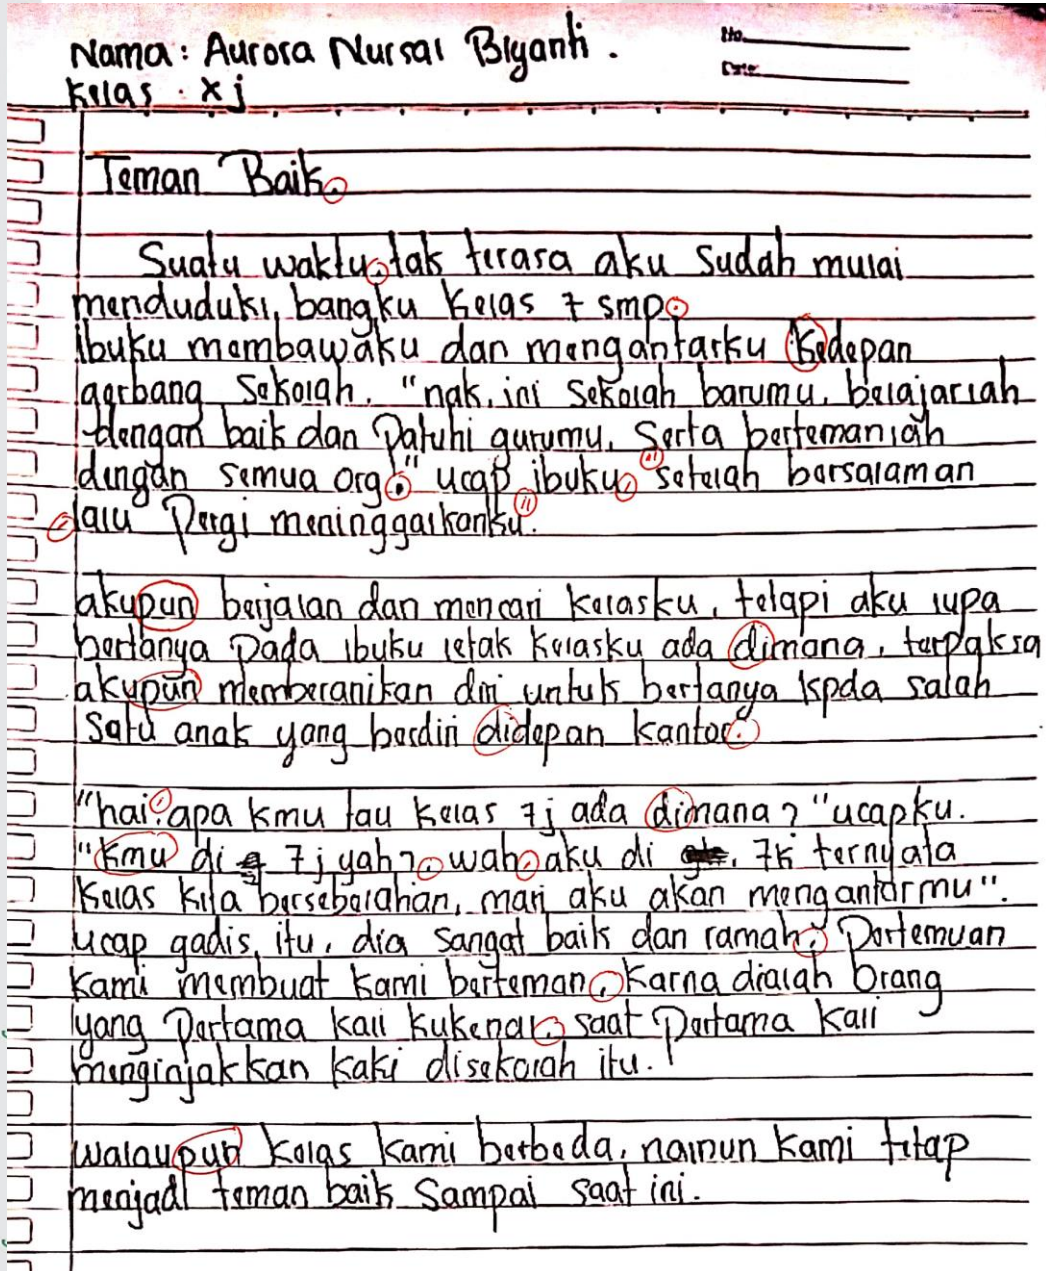 Nama : Aurora Nursai Biyanti .
Kelas : X j
No.
Date
Teman Baik.
Suatu waktu, tak terasa aku sudah mulai
menduduki, bangku kelas 7 smp.
ibuku membawaku dan mengantarku kedepan
gerbang sekolah. "nak, ini sekolah barumu, belajarlah
dengan baik dan patuhi gurumu, serta bertemanlah
dengan semua org." ucap ibuku, setelah bersalaman
lalu pergi meninggalkanku".
akupun berjalan dan mencari kelasku, tetapi aku lupa
bertanya pada ibuku letak kelasku ada dimana, terpaksa
akupun memberanikan diri untuk bertanya kpda salah
satu anak yang berdiri didepan kantor.
"hai. apa kmu tau kelas 7j ada dimana? "ucapku.
"kmu di 7j yah?, wah, aku di 7k ternyata
kelas kita bersebelahan, mari aku akan mengantarmu".
ucap gadis itu, dia sangat baik dan ramah, Pertemuan
kami membuat kami berteman, karna dialah orang
yang pertama kali kukenal, saat pertama kali
menginjakkan kaki disekolah itu.
walaupun kelas kami berbeda, namun kami tetap
menjadi teman baik sampai saat ini.